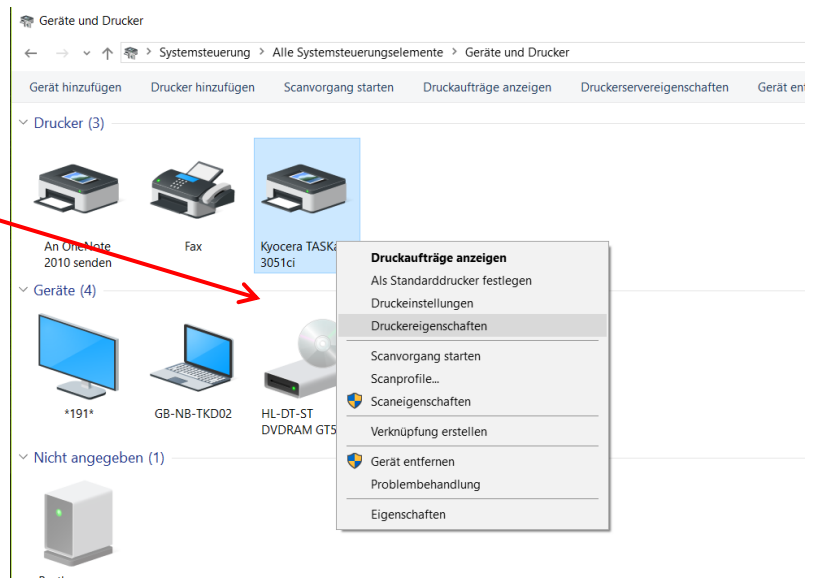 Geräte und Drucker
Systemsteuerung > Alle Systemsteuerungselemente > Geräte und Drucker
Gerät hinzufügen Drucker hinzufügen Scanvorgang starten Druckaufträge anzeigen Druckerservereigenschaften Gerät
Drucker (3)
An OneNote
2010 senden
Fax
Kyocera
3051ci
Druckaufträge anzeigen
Als Standarddrucker festlegen
Druckeinstellungen
Druckereigenschaften
Scanvorgang starten
Scanprofile...
Scaneigenschaften
Verknüpfung erstellen
Gerät entfernen
Problembehandlung
Eigenschaften
Geräte (4)
*191*
GB-NB-TKD02
HL-DT-ST
DVDRAM
Nicht angegeben (1)